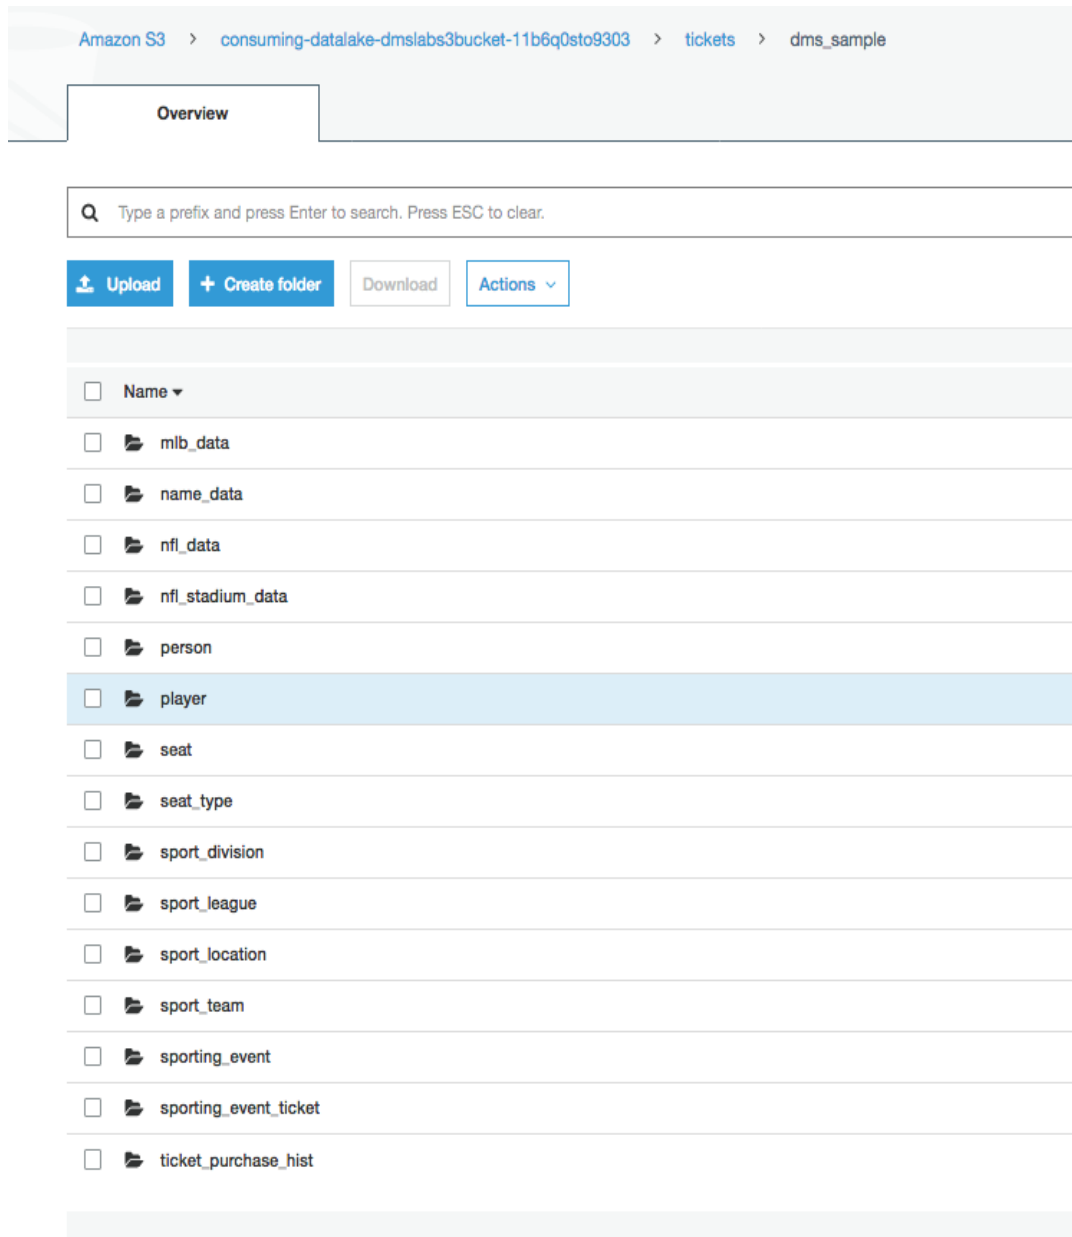 Amazon S3 > consuming-datalake-dmslabs3bucket-11b6q0sto9303 > tickets > dms_sample
Overview
Type a prefix and press Enter to search. Press ESC to clear.
Upload + Create folder Download Actions
Name
mlb_data
name_data
nfl_data
nfl_stadium_data
person
player
seat
seat_type
sport_division
sport_league
sport_location
sport_team
sporting_event
sporting_event_ticket
ticket_purchase_hist